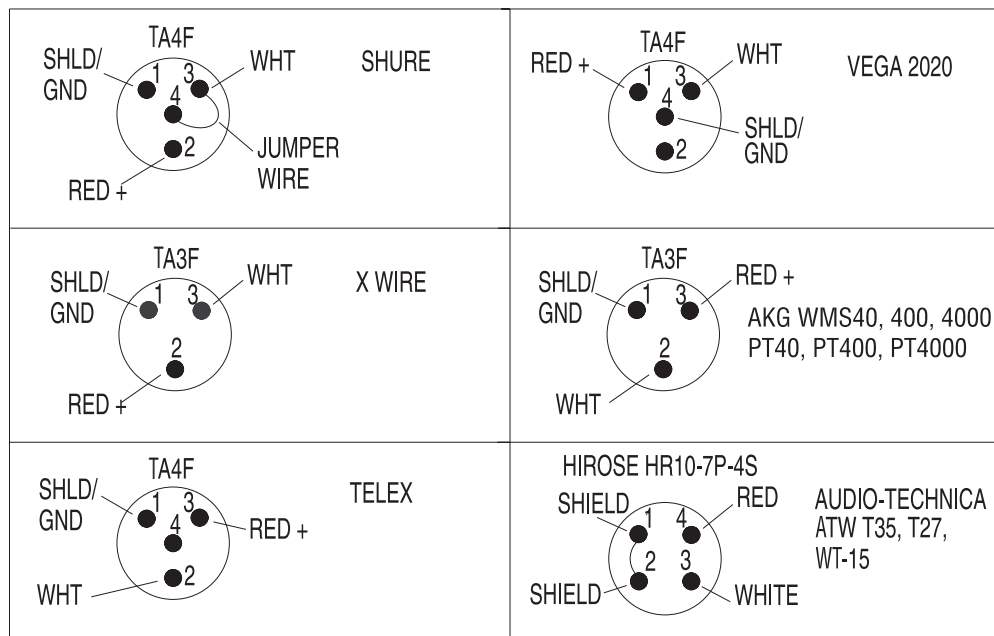 TA4F
SHLD/
GND
1
3
WHT
SHURE
4
2
JUMPER
WIRE
RED +
TA4F
RED +
1
3
WHT
VEGA 2020
4
SHLD/
GND
2
TA3F
SHLD/
GND
1
3
WHT
X WIRE
2
RED +
TA3F
SHLD/
GND
1
3
RED +
AKG WMS40, 400, 4000
PT40, PT400, PT4000
2
WHT
TA4F
SHLD/
GND
1
3
TELEX
4
RED +
2
WHT
HIROSE HR10-7P-4S
SHIELD
1
4
RED
AUDIO-TECHNICA
ATW T35, T27,
WT-15
2
3
SHIELD
WHITE